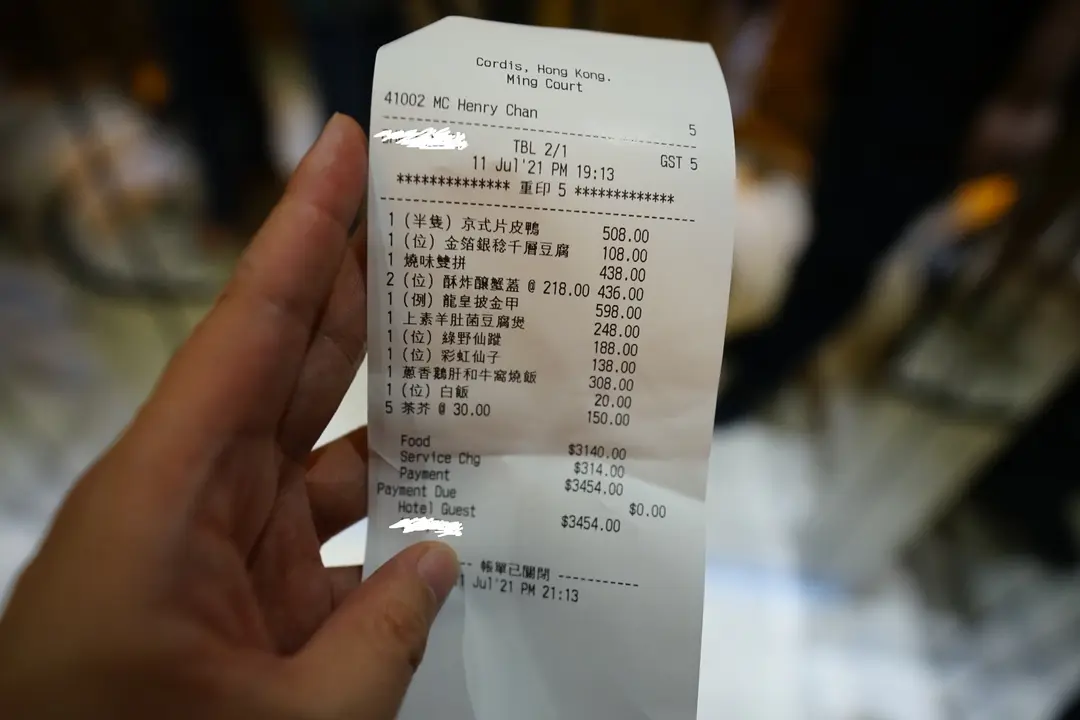 Cordis, Hong Kong.
Ming Court
41002 MC Henry Chan 5
TBL 2/1 GST 5
11 Jul'21 PM 19:13
************** 重印 5 *************
1 (半隻) 京式片皮鴨 508.00
1 (位) 金箔銀稔千層豆腐 108.00
1 燒味雙拼 438.00
2 (位) 酥炸釀蟹蓋 @ 218.00 436.00
1 (例) 龍皇披金甲 598.00
1 上素羊肚菌豆腐煲 248.00
1 (位) 綠野仙蹤 188.00
1 (位) 彩虹仙子 138.00
1 蔥香鵝肝和牛窩燒飯 308.00
1 (位) 白飯 20.00
5 茶芥 @ 30.00 150.00
Food $3140.00
Service Chg $314.00
Payment $3454.00
Payment Due $0.00
Hotel Guest $3454.00
帳單已關閉
1 Jul'21 PM 21:13